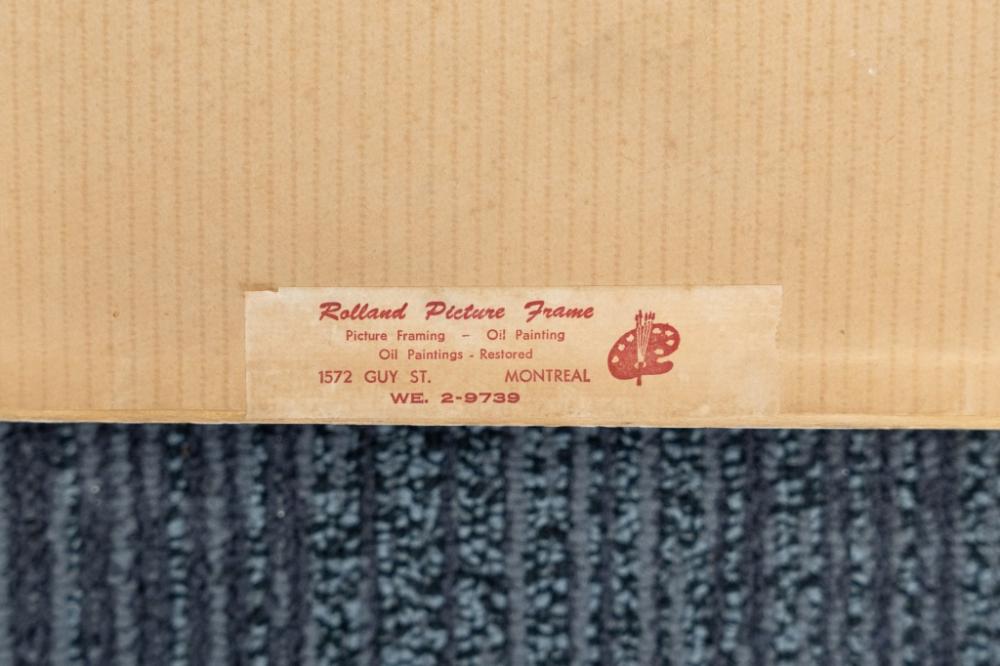 Rolland Picture Frame
Picture Framing – Oil Painting
Oil Paintings - Restored
1572 GUY ST. MONTREAL
WE. 2-9739